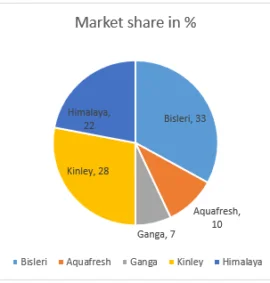 Market share in %
Himalaya,
22
Bisleri, 33
Kinley, 28
Aquafresh,
10
Ganga, 7
Bisleri Aquafresh Ganga Kinley Himalaya